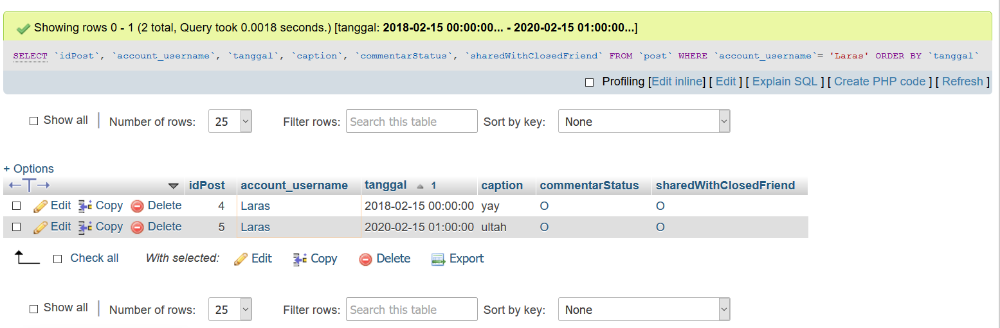 Showing rows 0 - 1 (2 total, Query took 0.0018 seconds.) [tanggal: 2018-02-15 00:00:00... - 2020-02-15 01:00:00...]
SELECT `idPost`, `account_username`, `tanggal`, `caption`, `commentarStatus`, `sharedWithClosedFriend` FROM `post` WHERE `account_username`= 'Laras' ORDER BY `tanggal`
Profiling [Edit inline] [ Edit ] [ Explain SQL ] [ Create PHP code ] [ Refresh ]
Show all | Number of rows: 25 Filter rows: Search this table Sort by key: None
+ Options
←T→ idPost account_username tanggal 1 caption commentarStatus sharedWithClosedFriend
Edit Copy Delete 4 Laras 2018-02-15 00:00:00 yay O O
Edit Copy Delete 5 Laras 2020-02-15 01:00:00 ultah O O
Check all With selected: Edit Copy Delete Export
Show all | Number of rows: 25 Filter rows: Search this table Sort by key: None